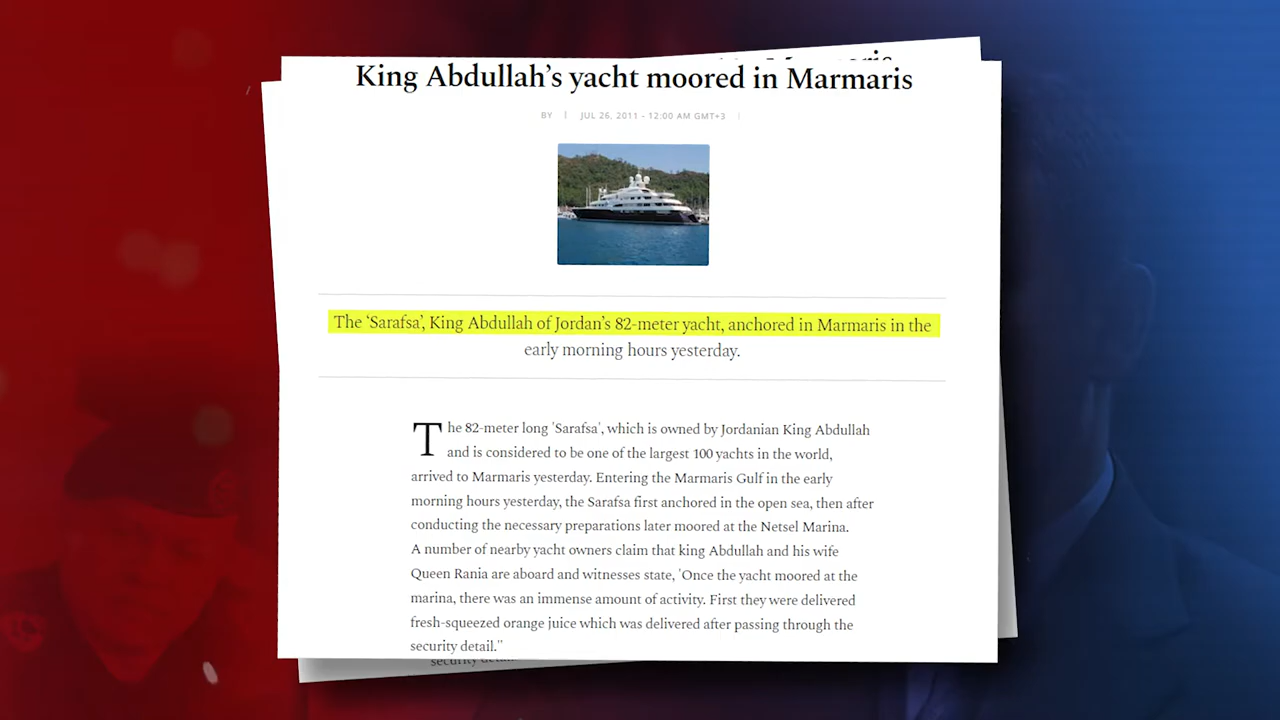 King Abdullah’s yacht moored in Marmaris
BY | JUL 26, 2011 - 12:00 AM GMT+3 |
The ‘Sarafsa’, King Abdullah of Jordan’s 82-meter yacht, anchored in Marmaris in the
early morning hours yesterday.
The 82-meter long 'Sarafsa', which is owned by Jordanian King Abdullah
and is considered to be one of the largest 100 yachts in the world,
arrived to Marmaris yesterday. Entering the Marmaris Gulf in the early
morning hours yesterday, the Sarafsa first anchored in the open sea, then after
conducting the necessary preparations later moored at the Netsel Marina.
A number of nearby yacht owners claim that king Abdullah and his wife
Queen Rania are aboard and witnesses state, 'Once the yacht moored at the
marina, there was an immense amount of activity. First they were delivered
fresh-squeezed orange juice which was delivered after passing through the
security detail."